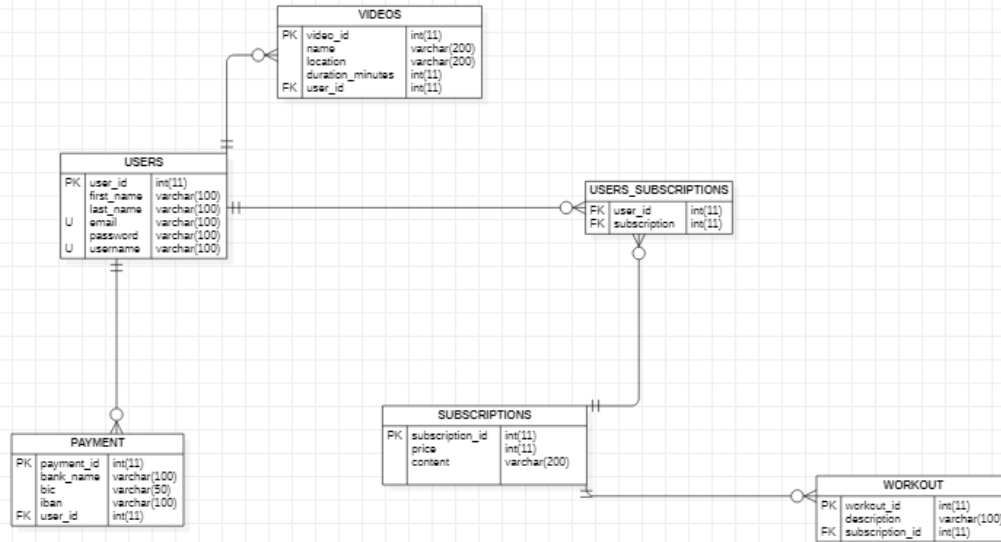 VIDEOS
PK video_id int(11)
name varchar(200)
location varchar(200)
duration_minutes int(11)
FK user_id int(11)
USERS
PK user_id int(11)
first_name varchar(100)
last_name varchar(100)
U email varchar(100)
password varchar(100)
U username varchar(100)
USERS_SUBSCRIPTIONS
FK user_id int(11)
FK subscription int(11)
SUBSCRIPTIONS
PK subscription_id int(11)
price int(11)
content varchar(200)
PAYMENT
PK payment_id int(11)
bank_name varchar(100)
bic varchar(50)
iban varchar(100)
FK user_id int(11)
WORKOUT
PK workout_id int(11)
description varchar(100)
FK subscription_id int(11)